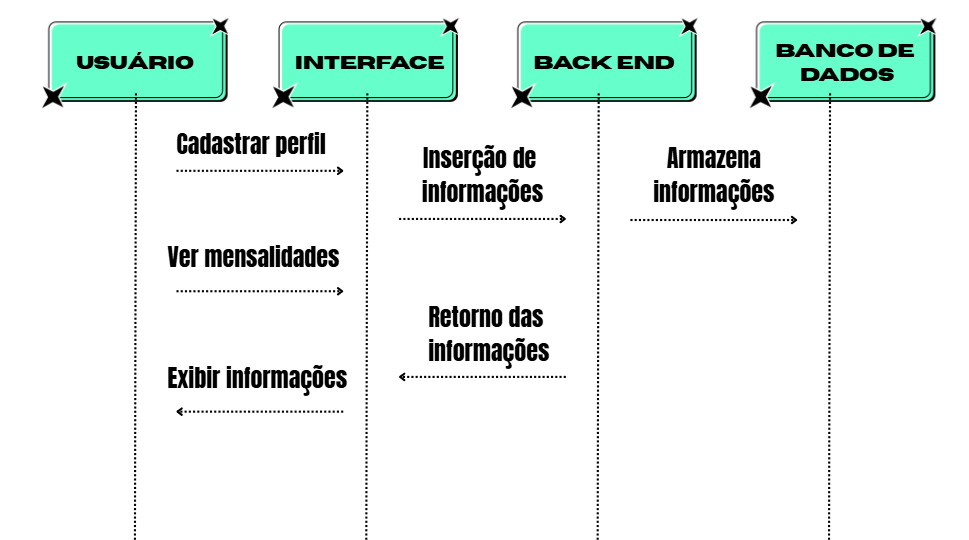 USUÁRIO
INTERFACE
BACK END
BANCO DE
DADOS
Cadastrar perfil
Inserção de
informações
Armazena
informações
Ver mensalidades
Retorno das
informações
Exibir informações